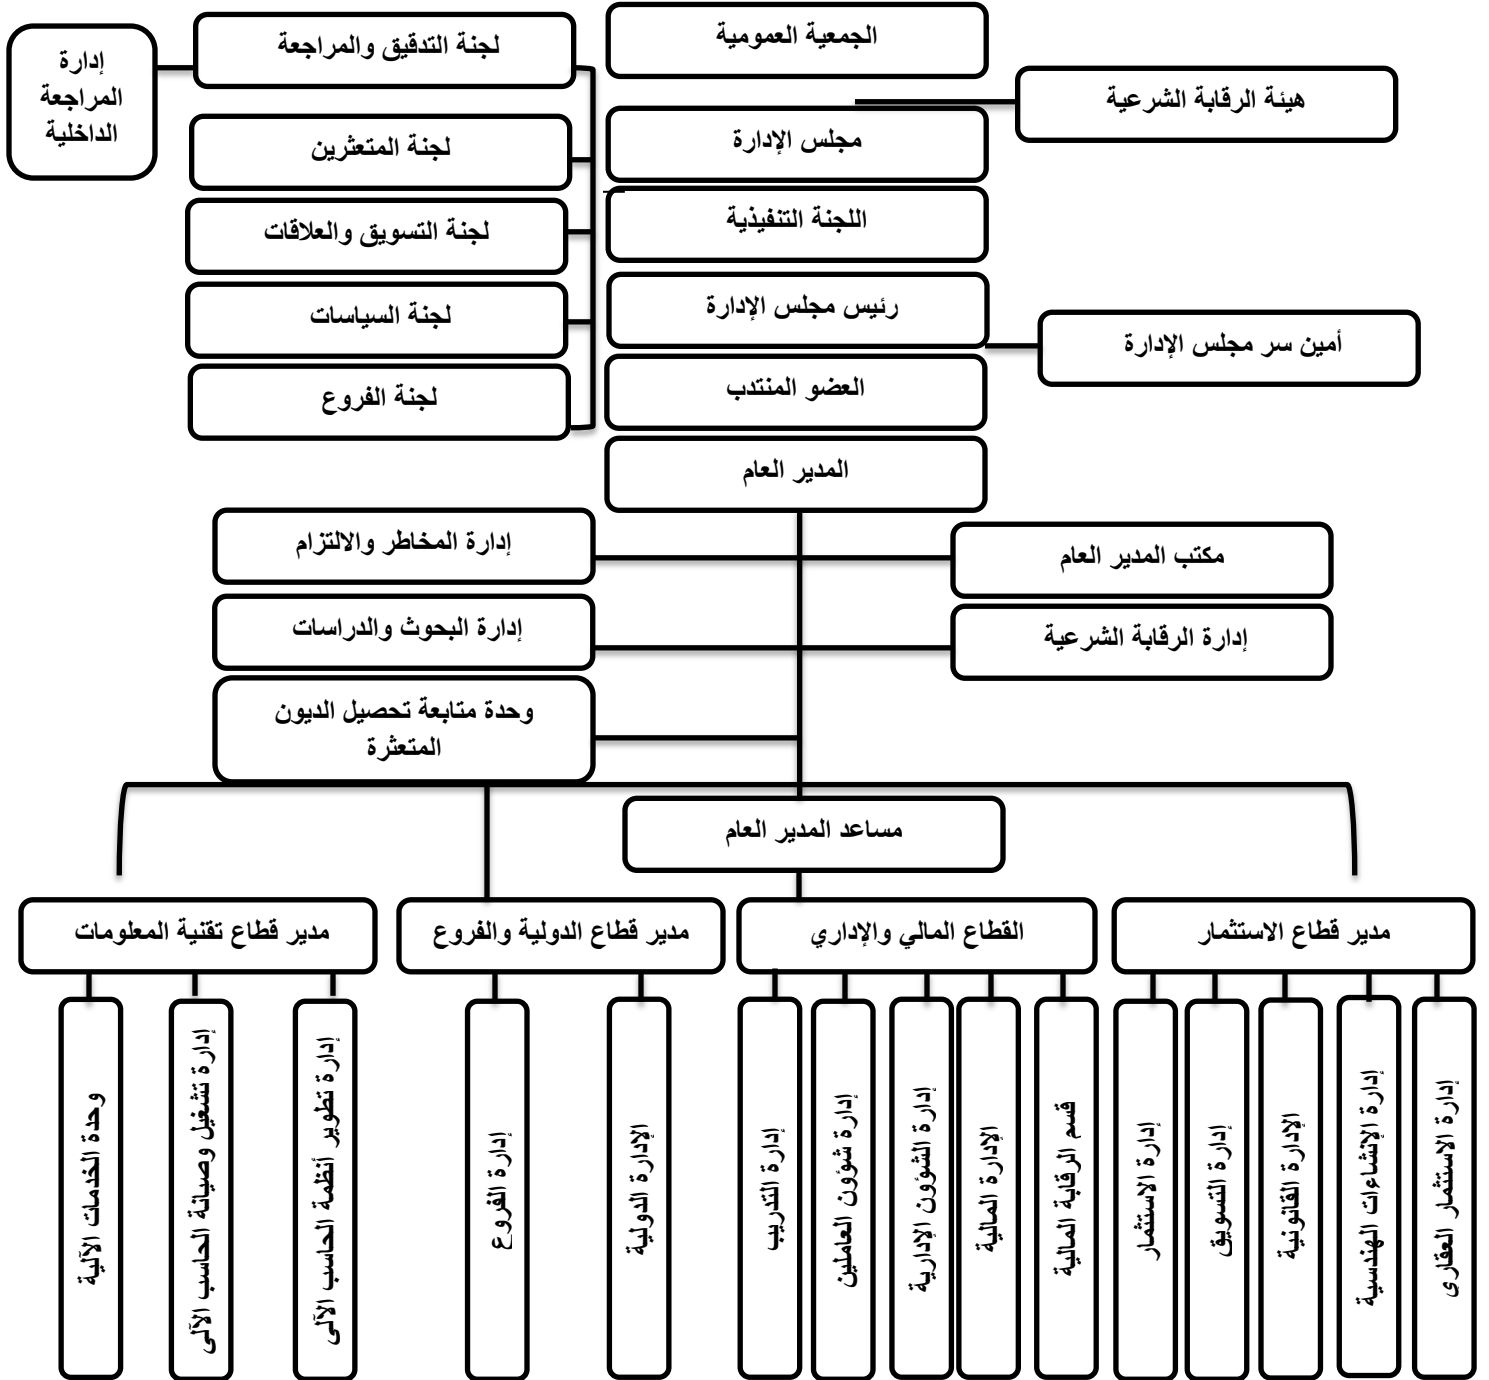 الجمعية العمومية
لجنة التدقيق والمراجعة
إدارة
المراجعة
الداخلية
هيئة الرقابة الشرعية
مجلس الإدارة
لجنة المتعثرين
اللجنة التنفيذية
لجنة التسويق والعلاقات
رئيس مجلس الإدارة
لجنة السياسات
أمين سر مجلس الإدارة
العضو المنتدب
لجنة الفروع
المدير العام
مكتب المدير العام
إدارة المخاطر والالتزام
إدارة الرقابة الشرعية
إدارة البحوث والدراسات
وحدة متابعة تحصيل الديون
المتعثرة
مساعد المدير العام
مدير قطاع الاستثمار
القطاع المالي والإداري
مدير قطاع الدولية والفروع
مدير قطاع تقنية المعلومات
إدارة الاستثمار العقارى
إدارة الإنشاءات الهندسية
الإدارة القانونية
إدارة التسويق
إدارة الاستثمار
قسم الرقابة المالية
الإدارة المالية
إدارة الشؤون الإدارية
إدارة شؤون العاملين
إدارة التدريب
الإدارة الدولية
إدارة الفروع
إدارة تطوير أنظمة الحاسب الآلى
إدارة تشغيل وصيانة الحاسب الآلى
وحدة الخدمات الآلية